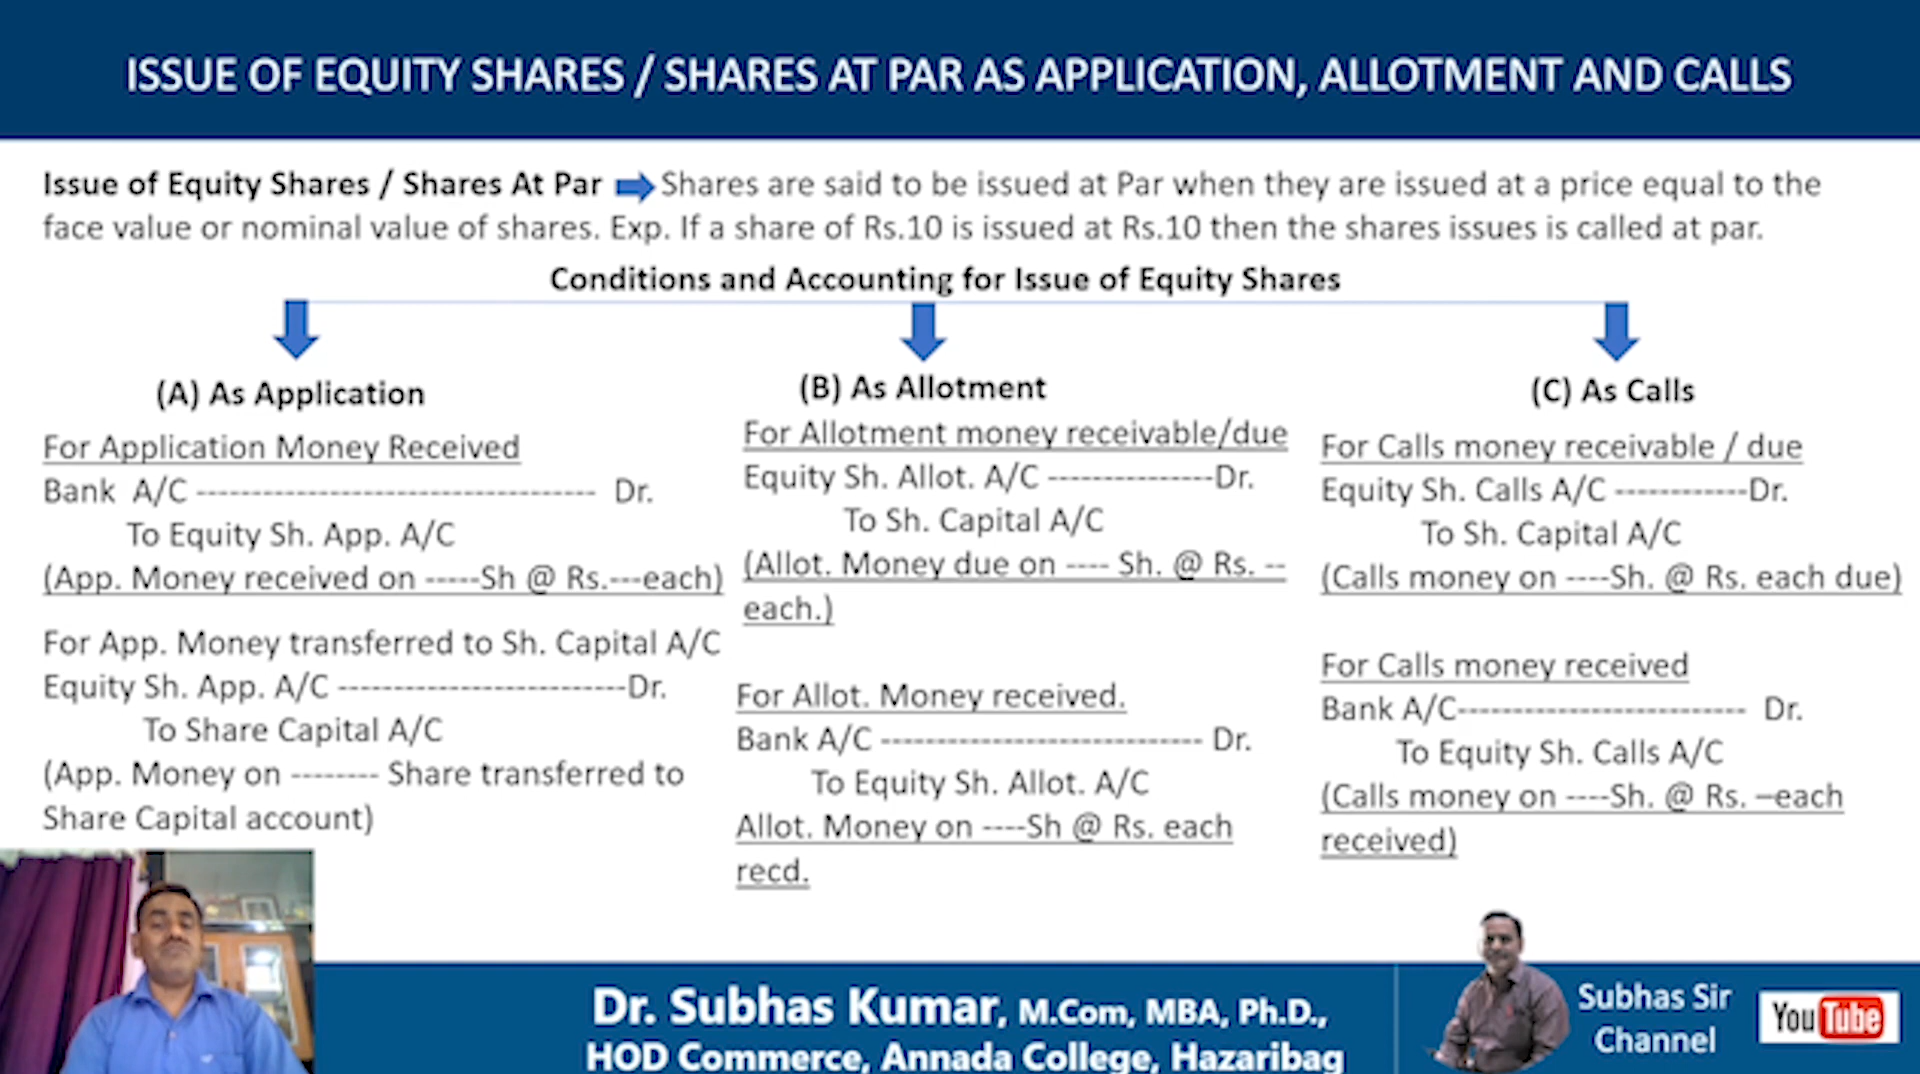 ISSUE OF EQUITY SHARES / SHARES AT PAR AS APPLICATION, ALLOTMENT AND CALLS
Issue of Equity Shares / Shares At Par Shares are said to be issued at Par when they are issued at a price equal to the
face value or nominal value of shares. Exp. If a share of Rs.10 is issued at Rs.10 then the shares issues is called at par.
Conditions and Accounting for Issue of Equity Shares
(A) As Application
For Application Money Received
Bank A/C ------------------------------------ Dr.
To Equity Sh. App. A/C
(App. Money received on -----Sh @ Rs.---each)
For App. Money transferred to Sh. Capital A/C
Equity Sh. App. A/C --------------------------Dr.
To Share Capital A/C
(App. Money on -------- Share transferred to
Share Capital account)
(B) As Allotment
For Allotment money receivable/due
Equity Sh. Allot. A/C ---------------Dr.
To Sh. Capital A/C
(Allot. Money due on ---- Sh. @ Rs. --
each.)
For Allot. Money received.
Bank A/C ----------------------------- Dr.
To Equity Sh. Allot. A/C
Allot. Money on ----Sh @ Rs. each
recd.
(C) As Calls
For Calls money receivable / due
Equity Sh. Calls A/C ------------Dr.
To Sh. Capital A/C
(Calls money on ----Sh. @ Rs. each due)
For Calls money received
Bank A/C-------------------------- Dr.
To Equity Sh. Calls A/C
(Calls money on ----Sh. @ Rs. –each
received)
Dr. Subhas Kumar, M.Com, MBA, Ph.D.,
HOD Commerce, Annada College, Hazaribag
Subhas Sir
Channel
YouTube